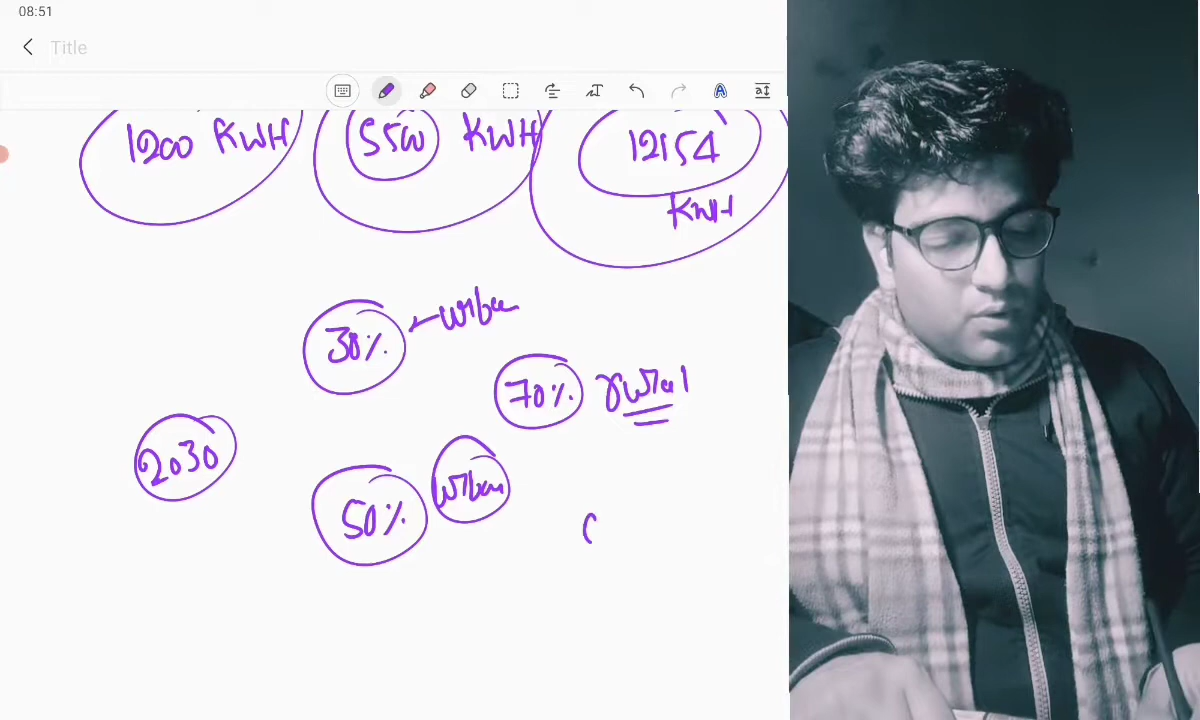 08:51
Title
1200 KWH 5500 KWH 12154
KWH
30% urban
70% rural
2030
50% urban